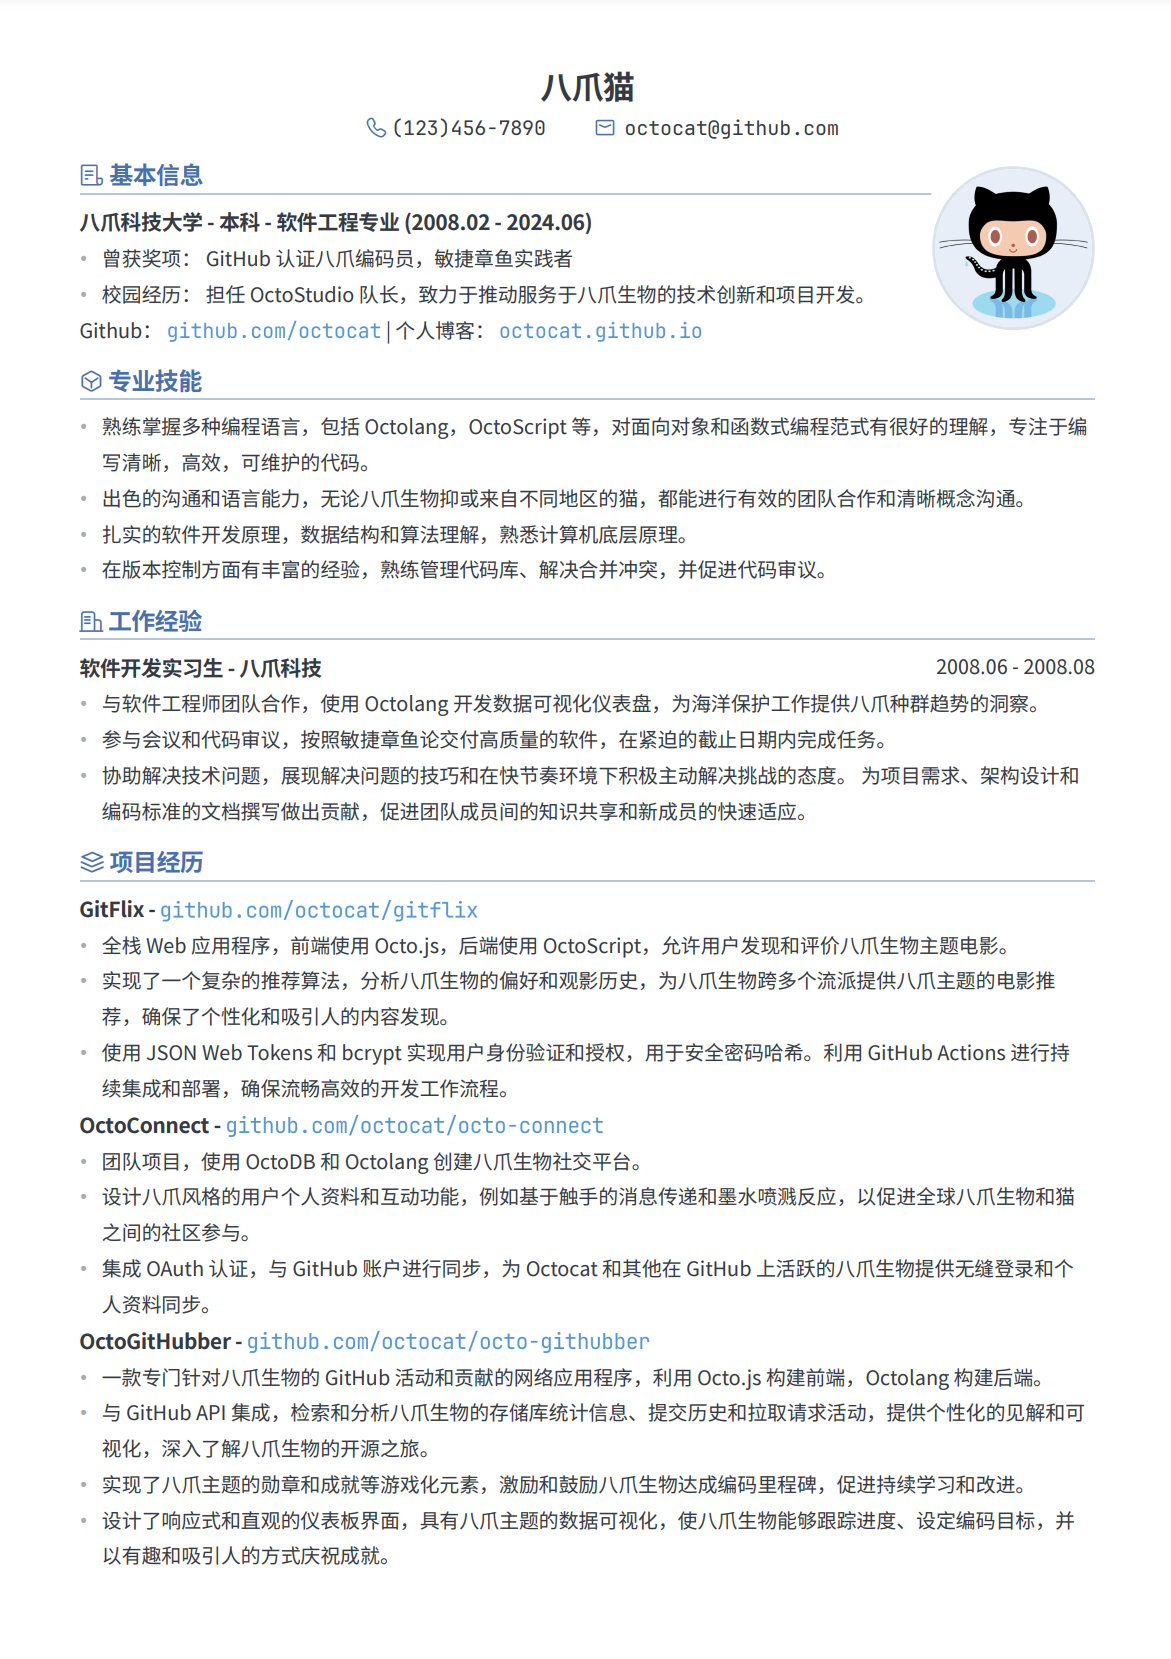 八爪猫
(123)456-7890 octocat@github.com
基本信息
八爪科技大学 - 本科 - 软件工程专业 (2008.02 - 2024.06)
• 曾获奖项： GitHub 认证八爪编码员，敏捷章鱼实践者
• 校园经历： 担任 OctoStudio 队长，致力于推动服务于八爪生物的技术创新和项目开发。
Github： github.com/octocat | 个人博客： octocat.github.io
专业技能
• 熟练掌握多种编程语言，包括 Octolang，OctoScript 等，对面向对象和函数式编程范式有很好的理解，专注于编
写清晰，高效，可维护的代码。
• 出色的沟通和语言能力，无论八爪生物抑或来自不同地区的猫，都能进行有效的团队合作和清晰概念沟通。
• 扎实的软件开发原理，数据结构和算法理解，熟悉计算机底层原理。
• 在版本控制方面有丰富的经验，熟练管理代码库、解决合并冲突，并促进代码审议。
工作经验
软件开发实习生 - 八爪科技 2008.06 - 2008.08
• 与软件工程师团队合作，使用 Octolang 开发数据可视化仪表盘，为海洋保护工作提供八爪种群趋势的洞察。
• 参与会议和代码审议，按照敏捷章鱼论交付高质量的软件，在紧迫的截止日期内完成任务。
• 协助解决技术问题，展现解决问题的技巧和在快节奏环境下积极主动解决挑战的态度。 为项目需求、架构设计和
编码标准的文档撰写做出贡献，促进团队成员间的知识共享和新成员的快速适应。
项目经历
GitFlix - github.com/octocat/gitflix
• 全栈 Web 应用程序，前端使用 Octo.js，后端使用 OctoScript，允许用户发现和评价八爪生物主题电影。
• 实现了一个复杂的推荐算法，分析八爪生物的偏好和观影历史，为八爪生物跨多个流派提供八爪主题的电影推
荐，确保了个性化和吸引人的内容发现。
• 使用 JSON Web Tokens 和 bcrypt 实现用户身份验证和授权，用于安全密码哈希。利用 GitHub Actions 进行持
续集成和部署，确保流畅高效的开发工作流程。
OctoConnect - github.com/octocat/octo-connect
• 团队项目，使用 OctoDB 和 Octolang 创建八爪生物社交平台。
• 设计八爪风格的用户个人资料和互动功能，例如基于触手的消息传递和墨水喷溅反应，以促进全球八爪生物和猫
之间的社区参与。
• 集成 OAuth 认证，与 GitHub 账户进行同步，为 Octocat 和其他在 GitHub 上活跃的八爪生物提供无缝登录和个
人资料同步。
OctoGitHubber - github.com/octocat/octo-githubber
• 一款专门针对八爪生物的 GitHub 活动和贡献的网络应用程序，利用 Octo.js 构建前端，Octolang 构建后端。
• 与 GitHub API 集成，检索和分析八爪生物的存储库统计信息、提交历史和拉取请求活动，提供个性化的见解和可
视化，深入了解八爪生物的开源之旅。
• 实现了八爪主题的勋章和成就等游戏化元素，激励和鼓励八爪生物达成编码里程碑，促进持续学习和改进。
• 设计了响应式和直观的仪表板界面，具有八爪主题的数据可视化，使八爪生物能够跟踪进度、设定编码目标，并
以有趣和吸引人的方式庆祝成就。